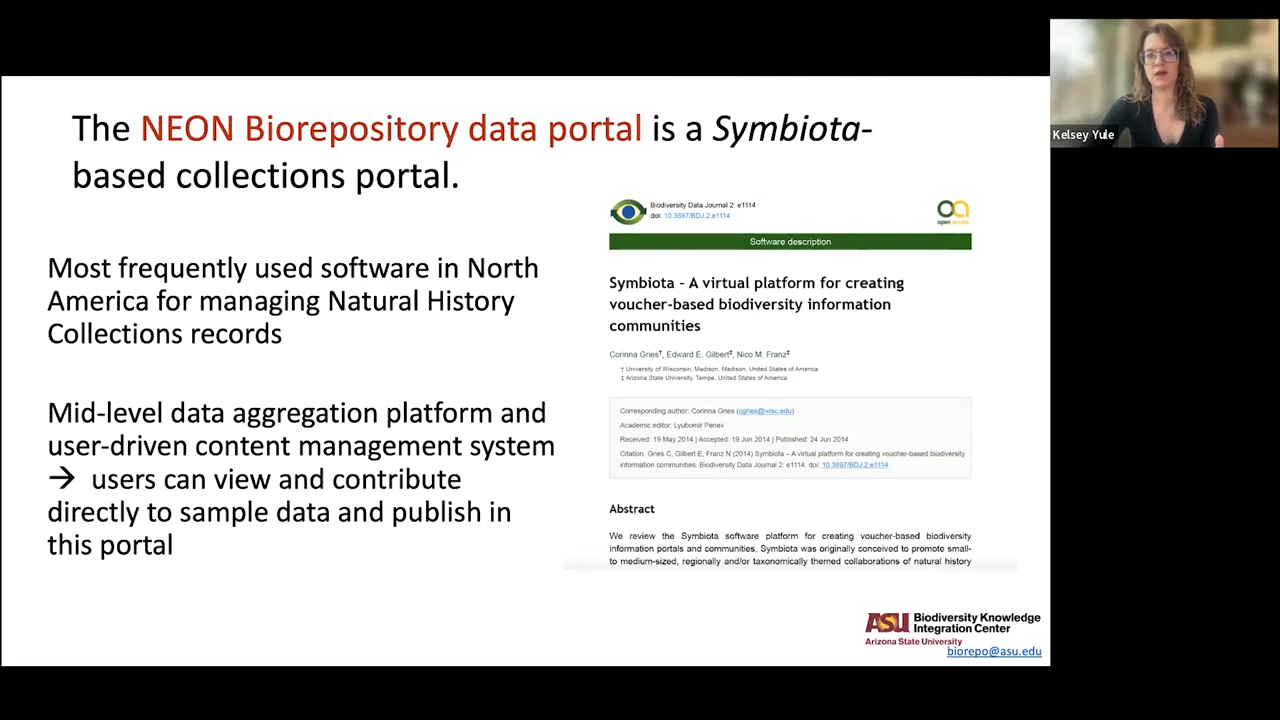 The NEON Biorepository data portal is a Symbiota-
based collections portal.
Most frequently used software in North
America for managing Natural History
Collections records
Mid-level data aggregation platform and
user-driven content management system
→ users can view and contribute
directly to sample data and publish in
this portal
Biodiversity Data Journal 2: e1114
doi: 10.3897/BDJ.2.e1114
open access
Software description
Symbiota - A virtual platform for creating
voucher-based biodiversity information
communities
Corinna Gries†, Edward E. Gilbert‡, Nico M. Franz‡
† University of Wisconsin, Madison, Madison, United States of America
‡ Arizona State University, Tempe, United States of America
Corresponding author: Corinna Gries (cgries@wisc.edu)
Academic editor: Lyubomir Penev
Received: 19 May 2014 | Accepted: 19 Jun 2014 | Published: 24 Jun 2014
Citation: Gries C, Gilbert E, Franz N (2014) Symbiota – A virtual platform for creating voucher-based biodiversity
information communities. Biodiversity Data Journal 2: e1114. doi: 10.3897/BDJ.2.e1114
Abstract
We review the Symbiota software platform for creating voucher-based biodiversity
information portals and communities. Symbiota was originally conceived to promote small-
to medium-sized, regionally and/or taxonomically themed collaborations of natural history
ASU Biodiversity Knowledge
Integration Center
Arizona State University
biorepo@asu.edu
Kelsey Yule